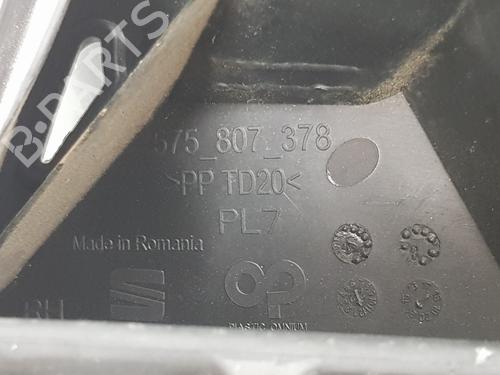 B-PARTS
575_807_378
>PP TD20<
PL7
Made in Romania
RH
PLASTIC OMNIUM